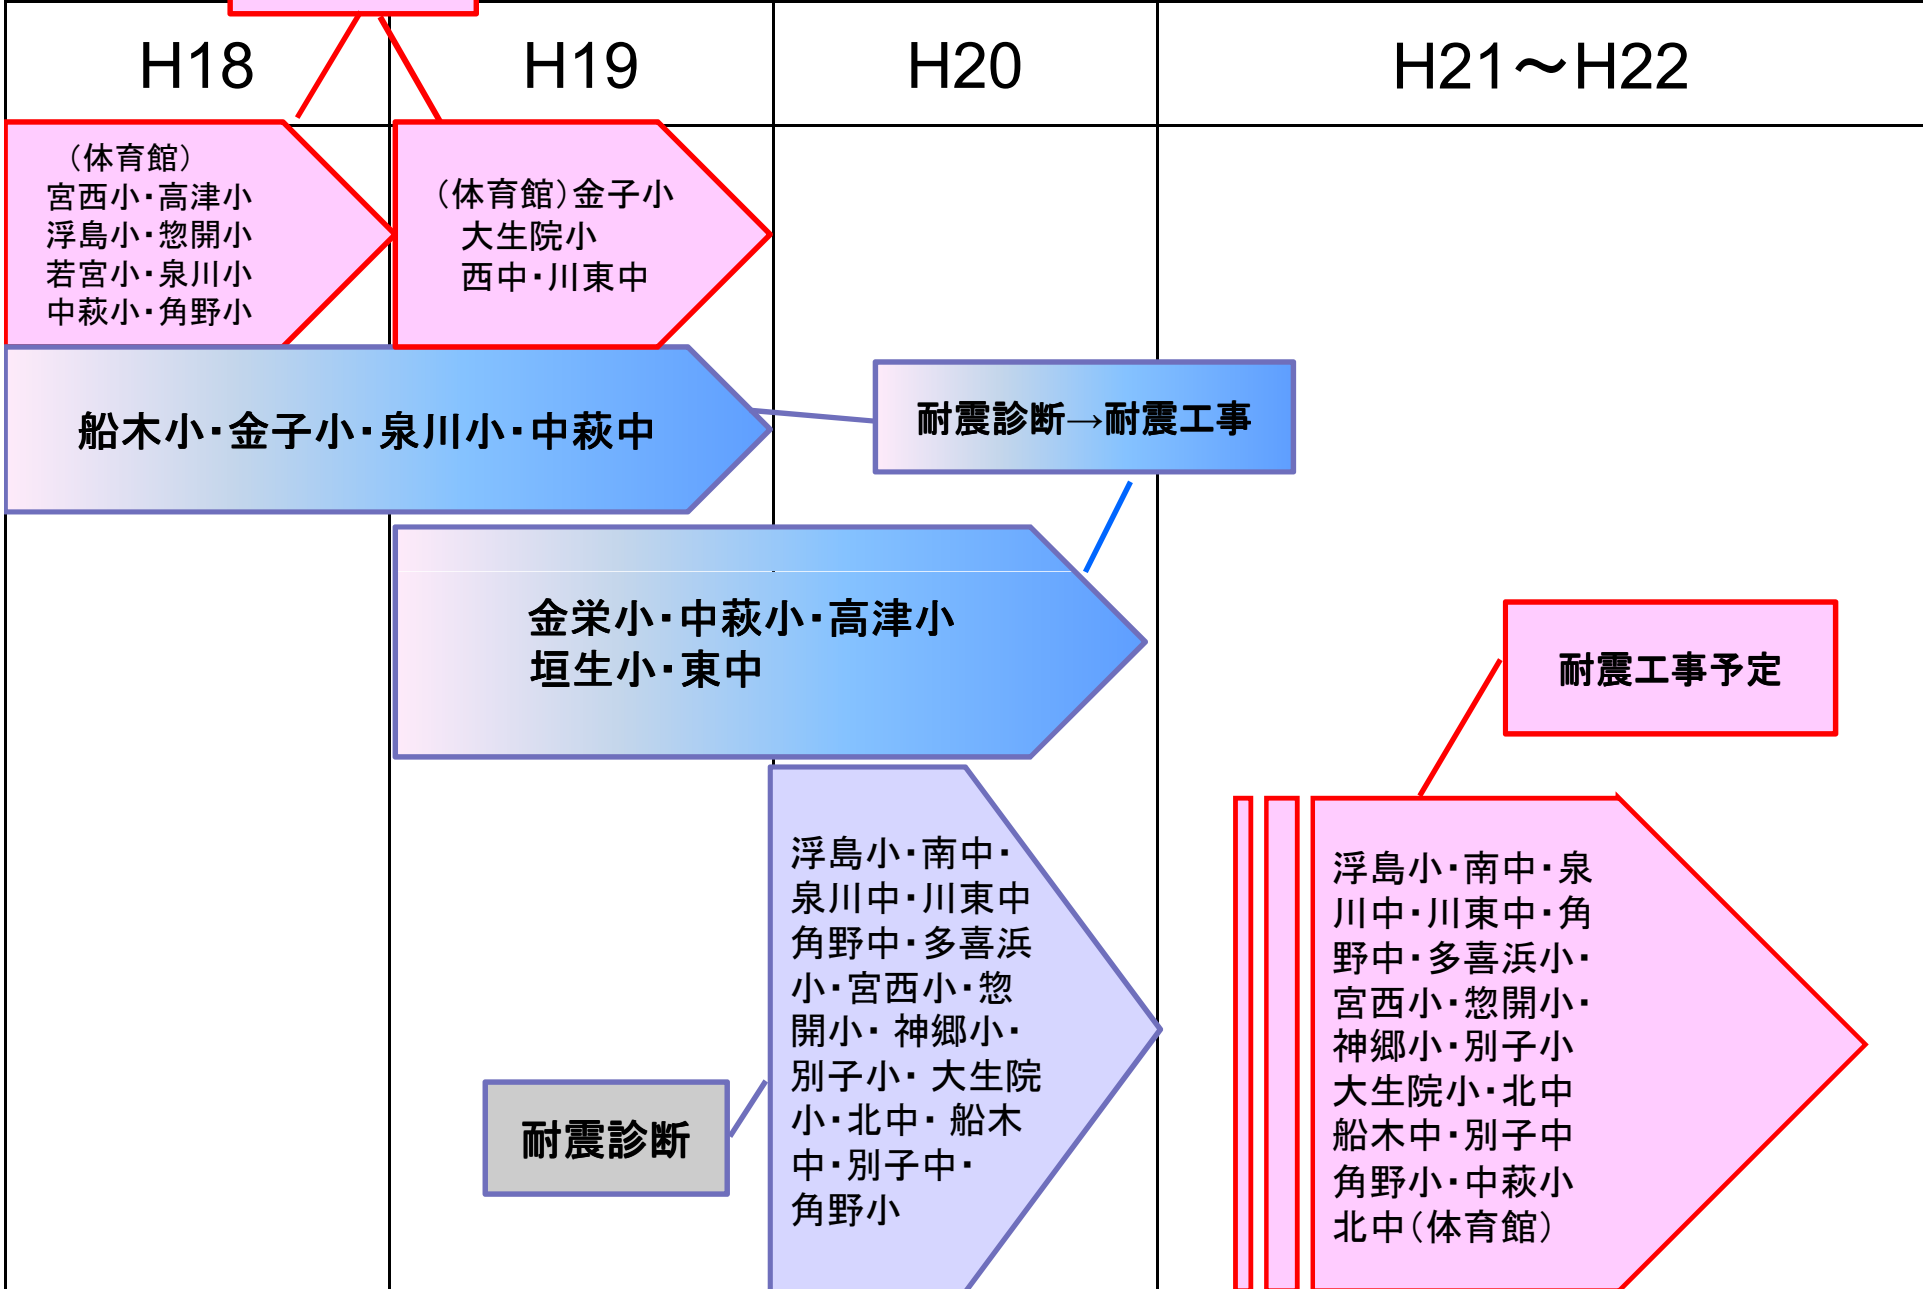 H18
H19
H20
H21～H22
（体育館）
宮西小・高津小
浮島小・惣開小
若宮小・泉川小
中萩小・角野小
（体育館）金子小
大生院小
西中・川東中
船木小・金子小・泉川小・中萩中
耐震診断→耐震工事
金栄小・中萩小・高津小
垣生小・東中
耐震工事予定
浮島小・南中・
泉川中・川東中
角野中・多喜浜
小・宮西小・惣
開小・ 神郷小・
別子小・ 大生院
小・北中・ 船木
中・別子中・
角野小
耐震診断
浮島小・南中・泉
川中・川東中・角
野中・多喜浜小・
宮西小・惣開小・
神郷小・別子小
大生院小・北中
船木中・別子中
角野小・中萩小
北中（体育館）